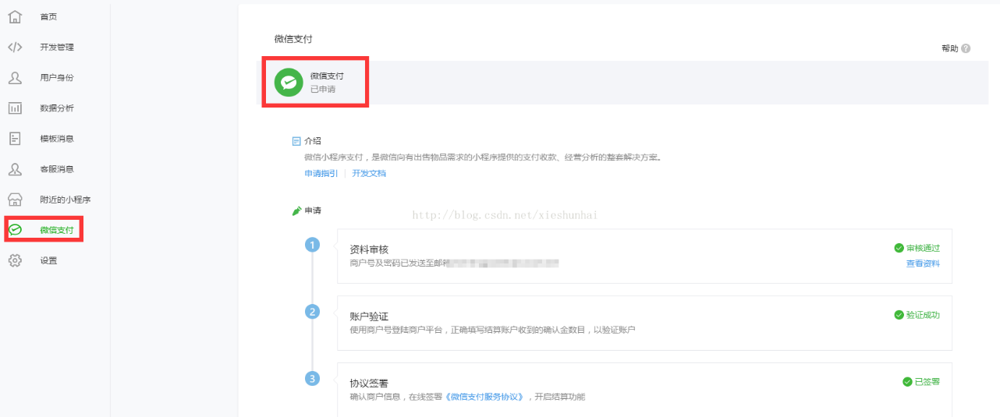 首页
开发管理
用户身份
数据分析
模板消息
客服消息
附近的小程序
微信支付
设置
微信支付
帮助
微信支付
已申请
介绍
微信小程序支付，是微信向有出售物品需求的小程序提供的支付收款、经营分析的整套解决方案。
申请指引 | 开发文档
申请
http://blog.csdn.net/xieshunhai
1
资料审核
审核通过
商户号及密码已发送至邮箱
查看资料
2
账户验证
验证成功
使用商户号登陆商户平台，正确填写结算账户收到的确认金数目，以验证账户
3
协议签署
已签署
确认商户信息，在线签署《微信支付服务协议》，开启结算功能